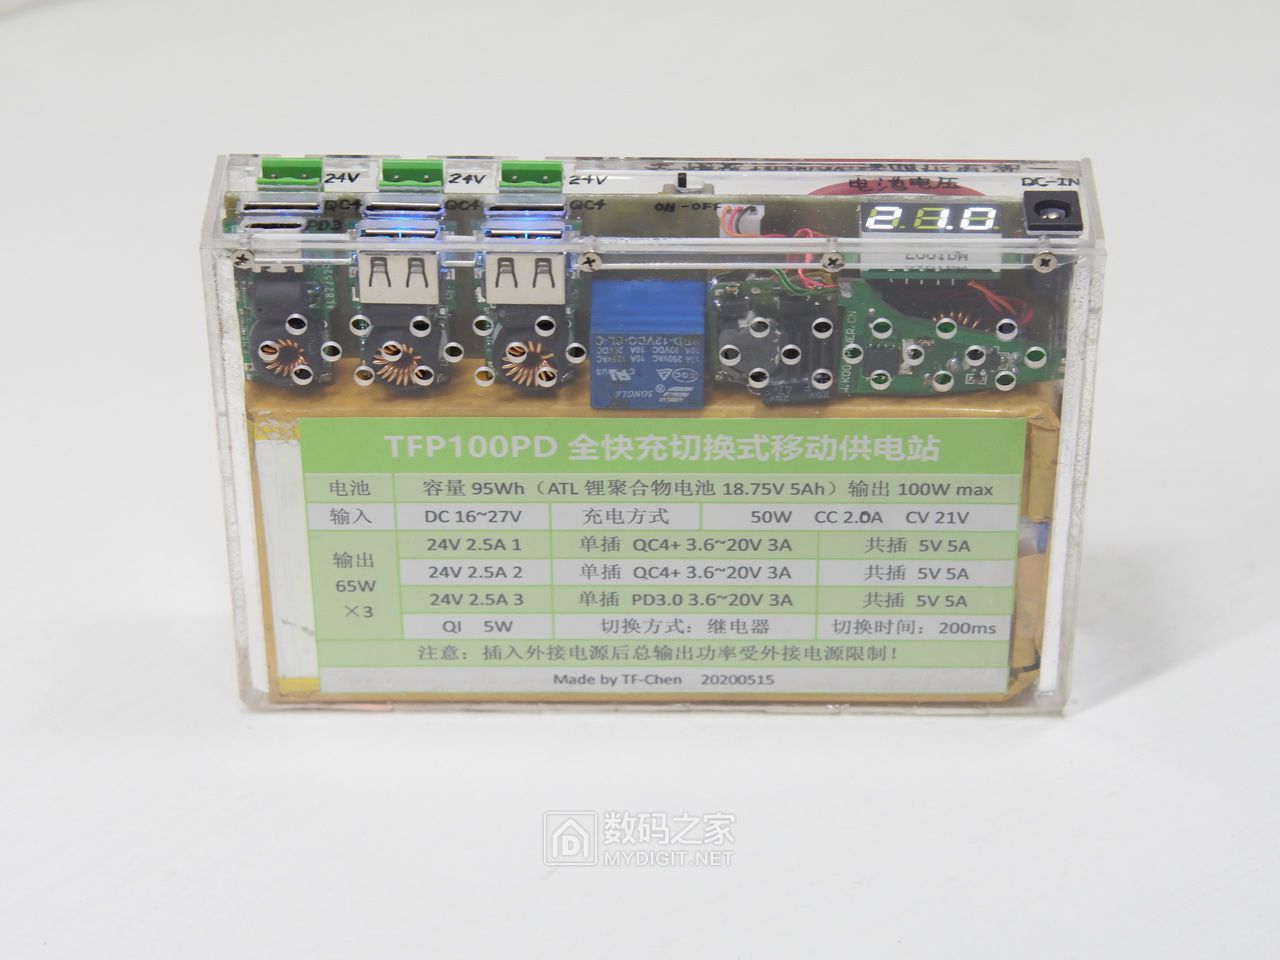 24V 24V 24V
电池电压 DC-IN
QC4 QC4 QC4 ON-OFF
21.0
PD3
SONGLE
TFP100PD 全快充切换式移动供电站
电池 容量 95Wh（ATL 锂聚合物电池 18.75V 5Ah）输出 100W max
输入 DC 16~27V 充电方式 50W CC 2.0A CV 21V
输出 65W ×3
24V 2.5A 1 单插 QC4+ 3.6~20V 3A 共插 5V 5A
24V 2.5A 2 单插 QC4+ 3.6~20V 3A 共插 5V 5A
24V 2.5A 3 单插 PD3.0 3.6~20V 3A 共插 5V 5A
QI 5W 切换方式：继电器 切换时间：200ms
注意：插入外接电源后总输出功率受外接电源限制！
Made by TF-Chen 20200515
数码之家
MYDIGIT.NET